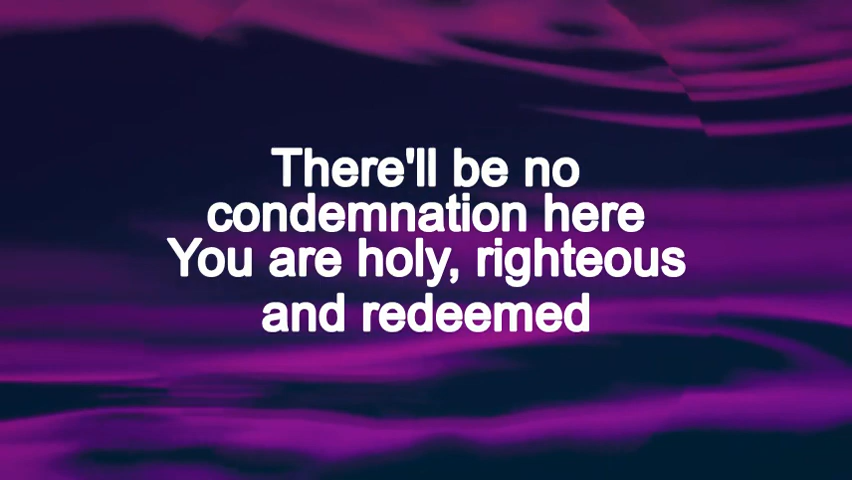 There'll be no
condemnation here
You are holy, righteous
and redeemed